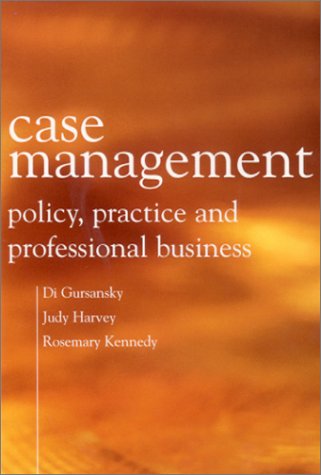 case
management
policy, practice and
professional business
Di Gursansky
Judy Harvey
Rosemary Kennedy